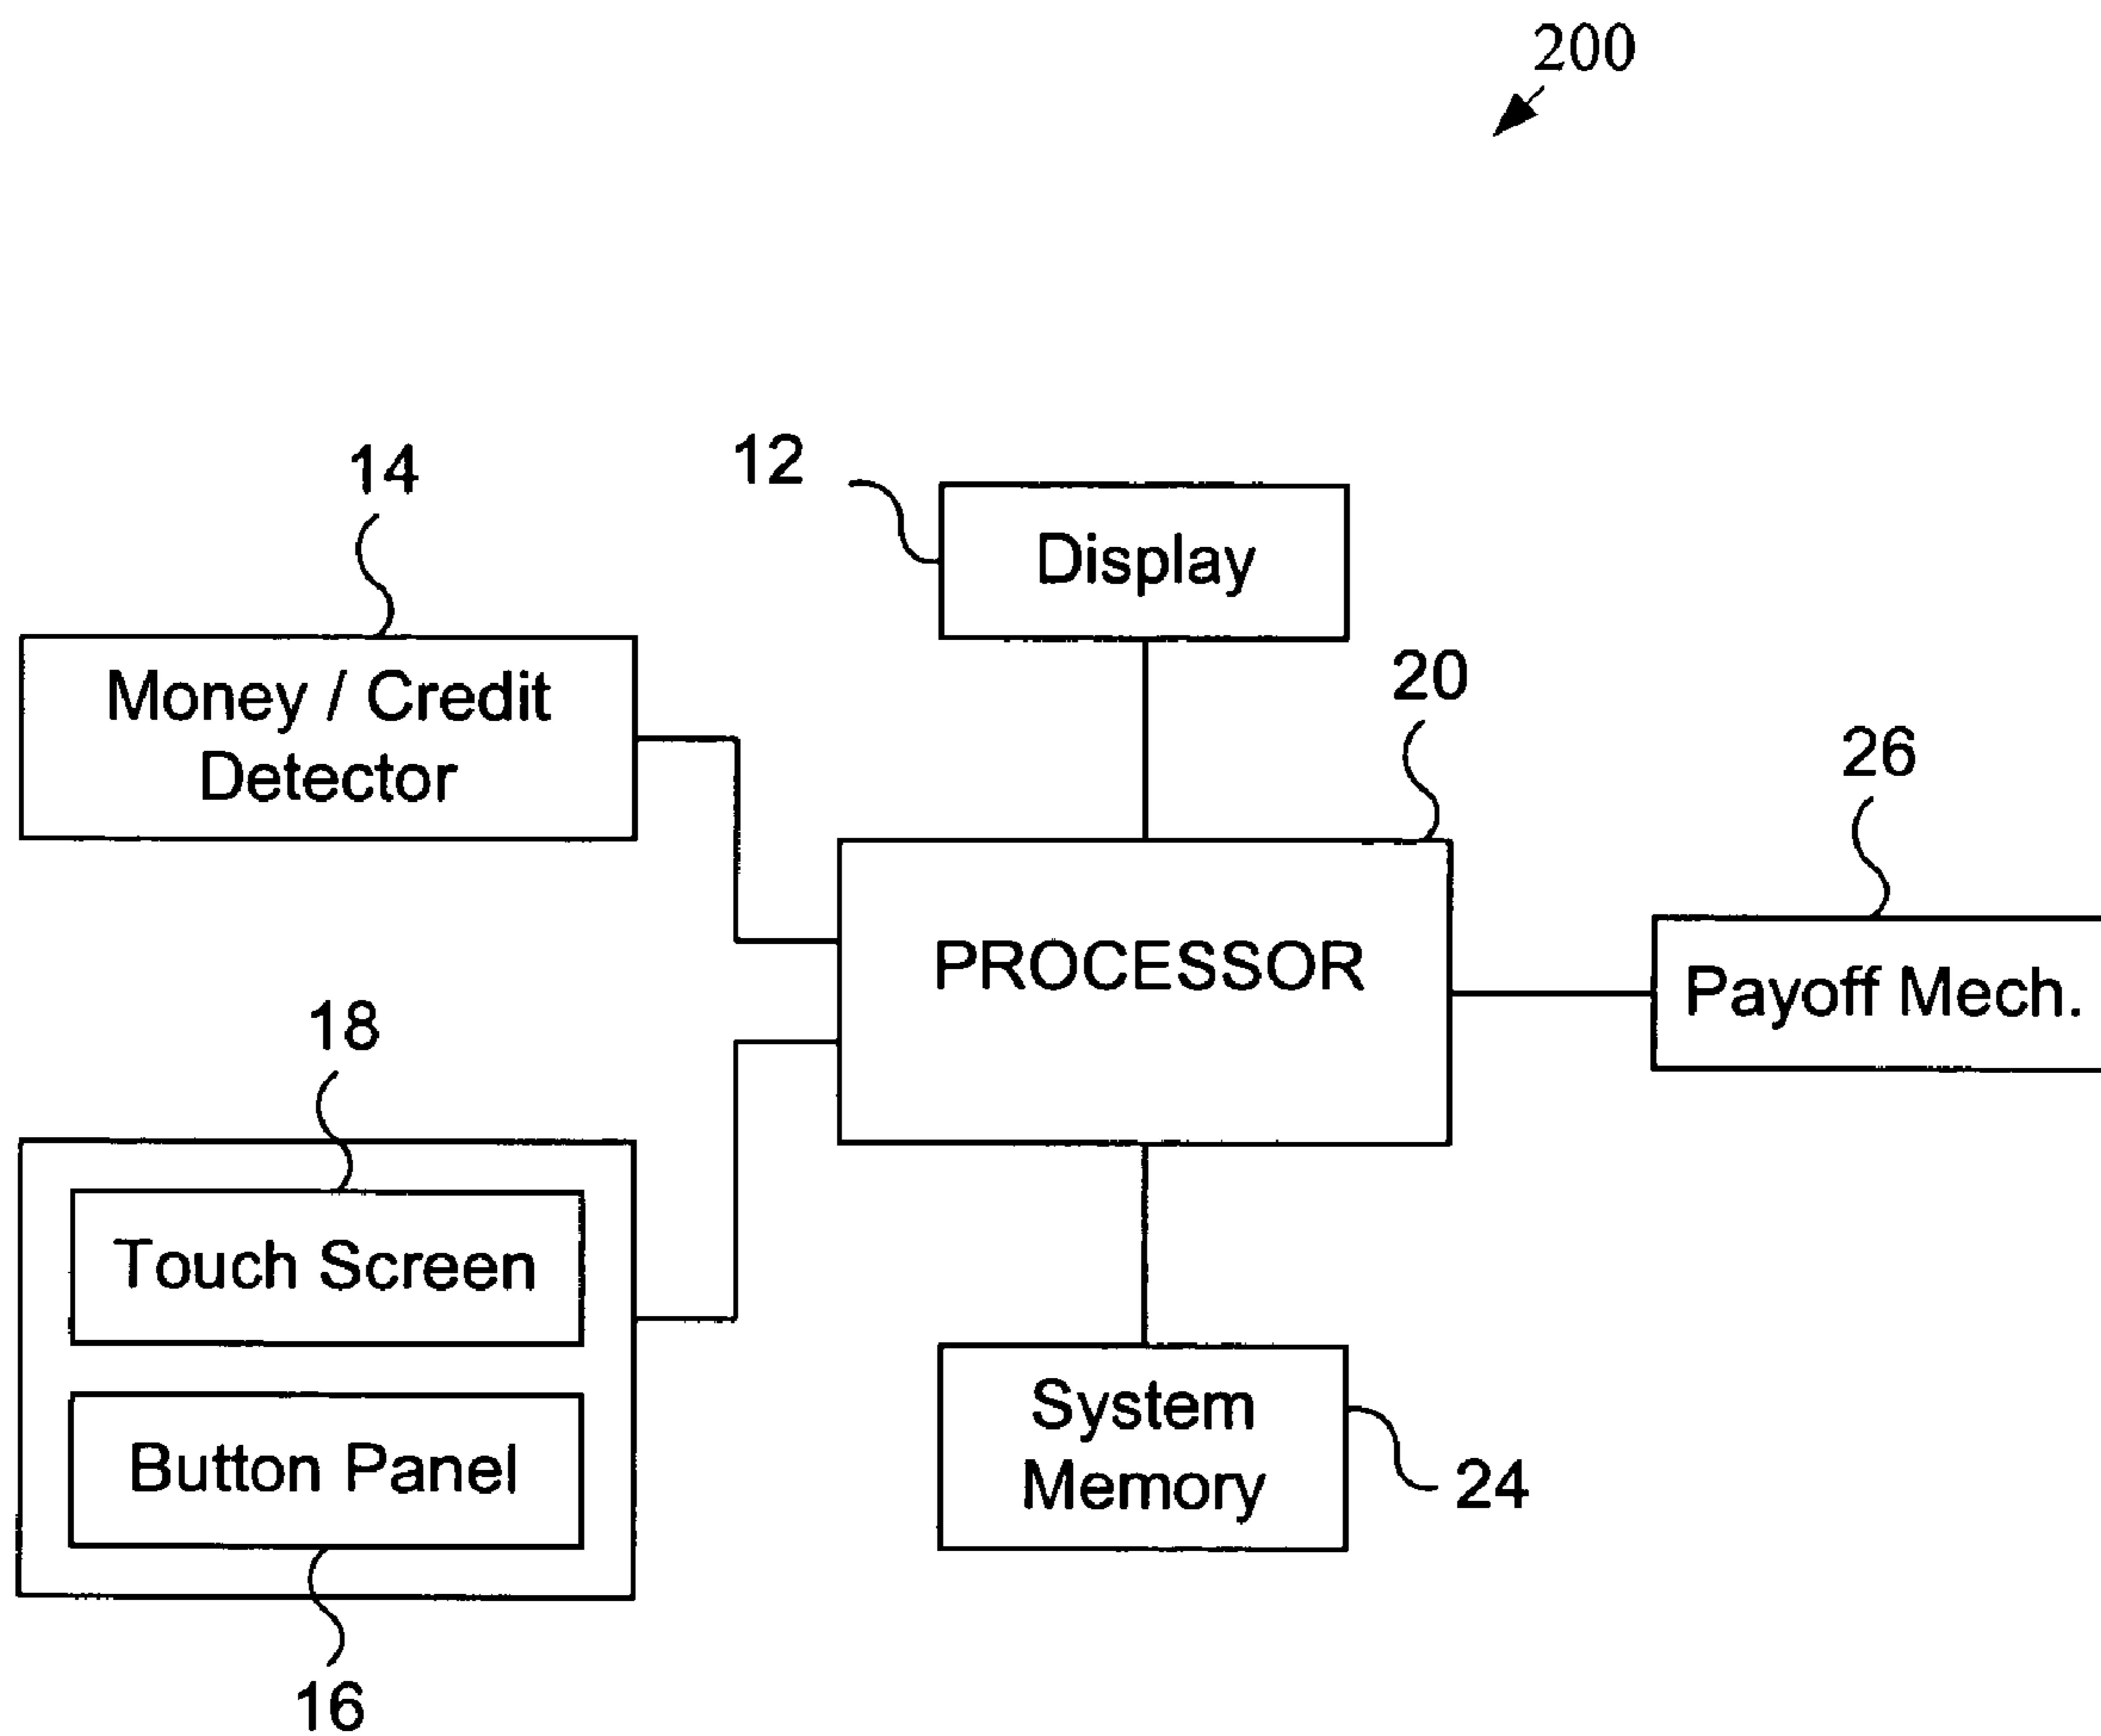 200
14
12
Display
Money / Credit
Detector
20
26
PROCESSOR
Payoff Mech.
18
Touch Screen
Button Panel
System
Memory
24
16